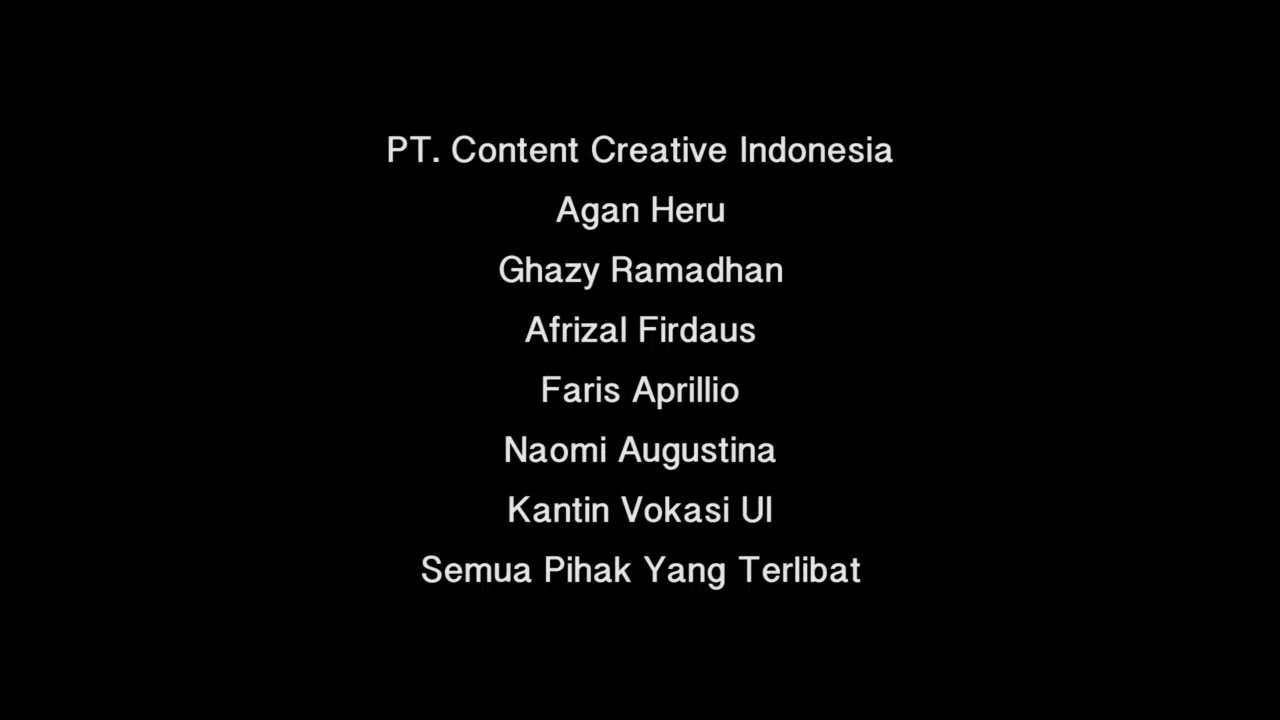 PT. Content Creative Indonesia
Agan Heru
Ghazy Ramadhan
Afrizal Firdaus
Faris Aprillio
Naomi Augustina
Kantin Vokasi UI
Semua Pihak Yang Terlibat